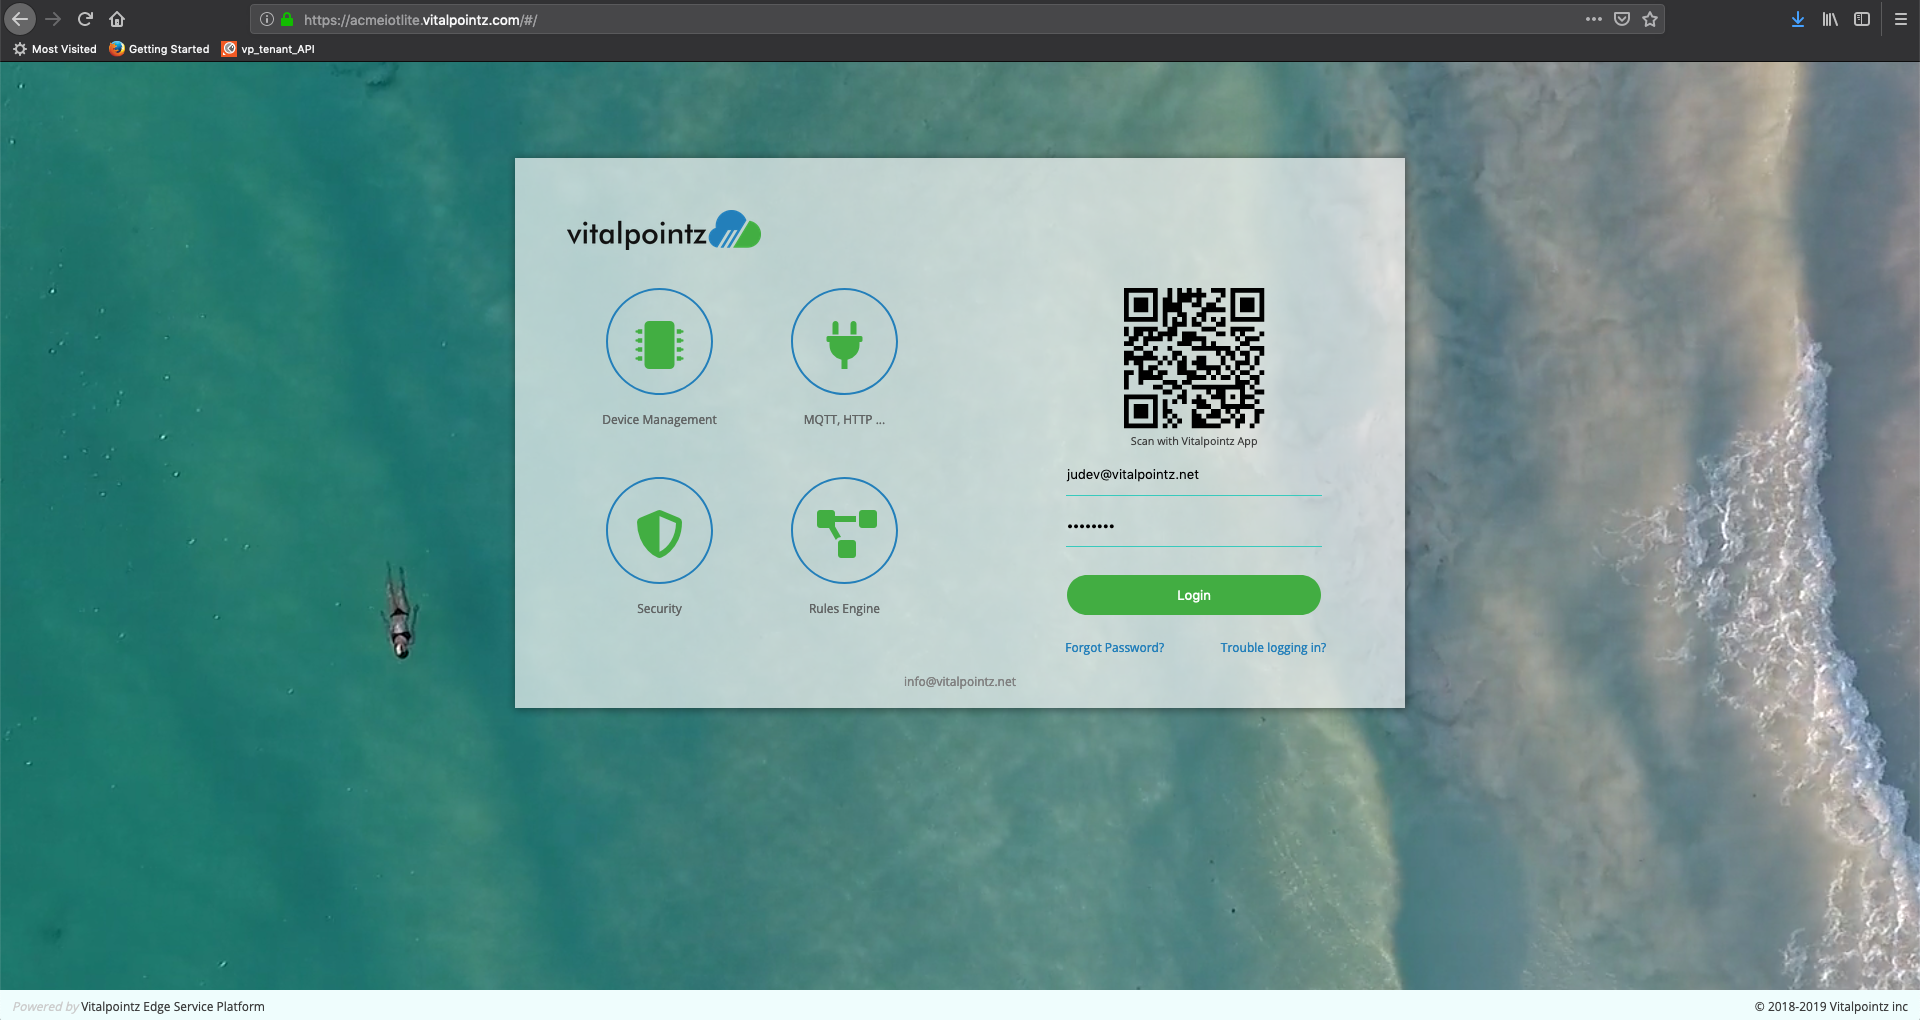 https://acmeiotlite.vitalpointz.com/#/
Most Visited
Getting Started
vp_tenant_API
vitalpointz
Device Management
MQTT, HTTP ...
Security
Rules Engine
Scan with Vitalpointz App
judev@vitalpointz.net
••••••••
Login
Forgot Password?
Trouble logging in?
info@vitalpointz.net
Powered by Vitalpointz Edge Service Platform
© 2018-2019 Vitalpointz inc